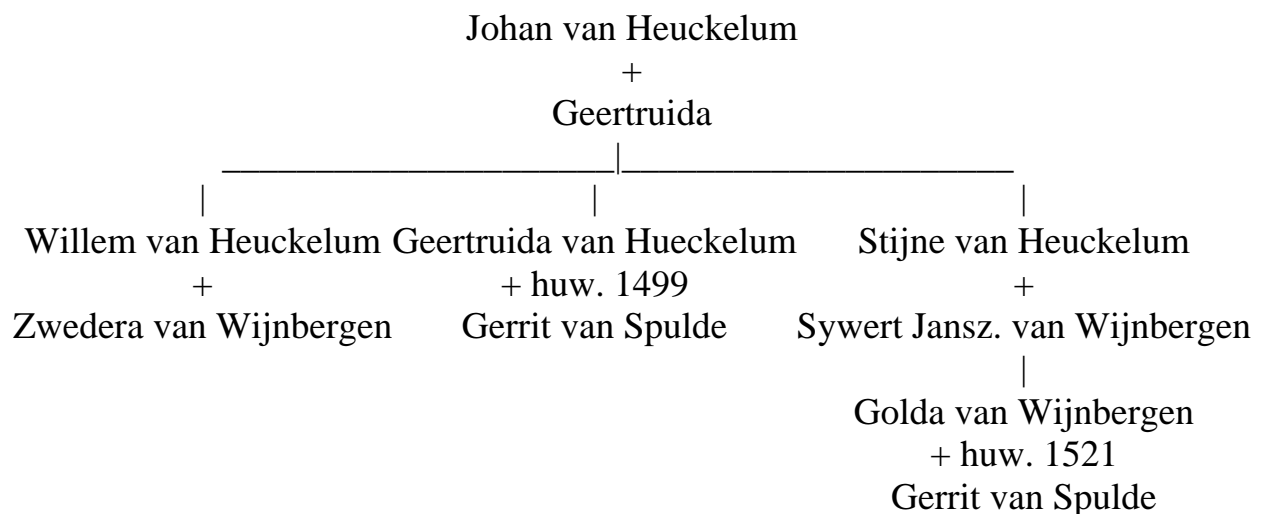 Johan van Heuckelum
+
Geertruida
Willem van Heuckelum Geertruida van Hueckelum Stijne van Heuckelum
+ + huw. 1499 +
Zwedera van Wijnbergen Gerrit van Spulde Sywert Jansz. van Wijnbergen
Golda van Wijnbergen
+ huw. 1521
Gerrit van Spulde